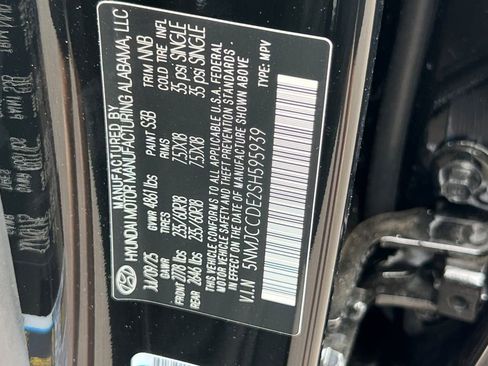 MANUFACTURED BY
HYUNDAI MOTOR MANUFACTURING ALABAMA, LLC
JUL/09/25 PAINT S3B TRIM NNB
GVWR 4861 lbs
GAWR TIRES RIMS COLD TIRE INFL
FRONT 2778 lbs 235/60R18 7.5JX18 35 PSI SINGLE
REAR 2646 lbs 235/60R18 7.5JX18 35 PSI SINGLE
THIS VEHICLE CONFORMS TO ALL APPLICABLE U.S.A. FEDERAL
MOTOR VEHICLE SAFETY AND THEFT PREVENTION STANDARDS
IN EFFECT ON THE DATE OF MANUFACTURE SHOWN ABOVE.
V.I.N 5NMJCCDE2SH595939 TYPE: MPV